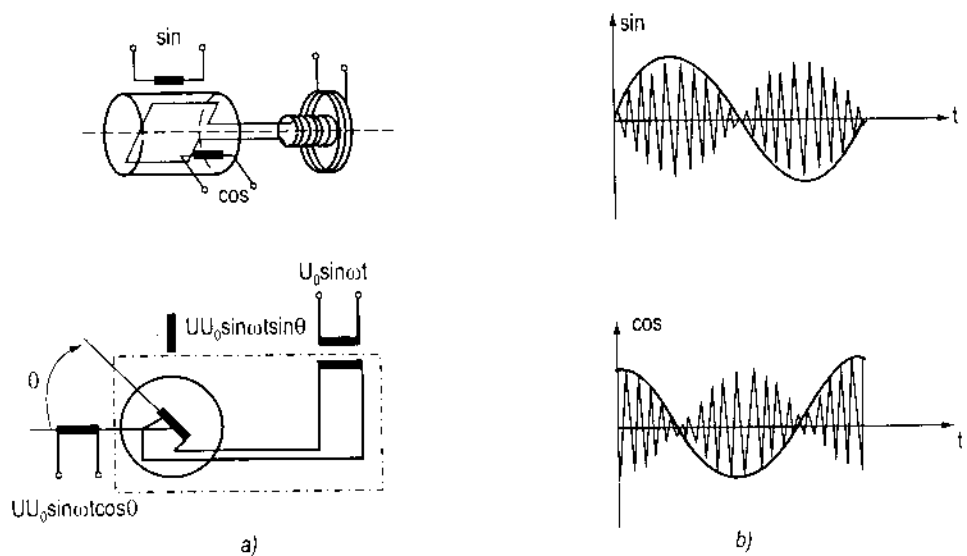 sin
cos
U₀sinωt
UU₀sinωtsinθ
θ
UU₀sinωtcosθ
a)
sin
t
cos
t
b)